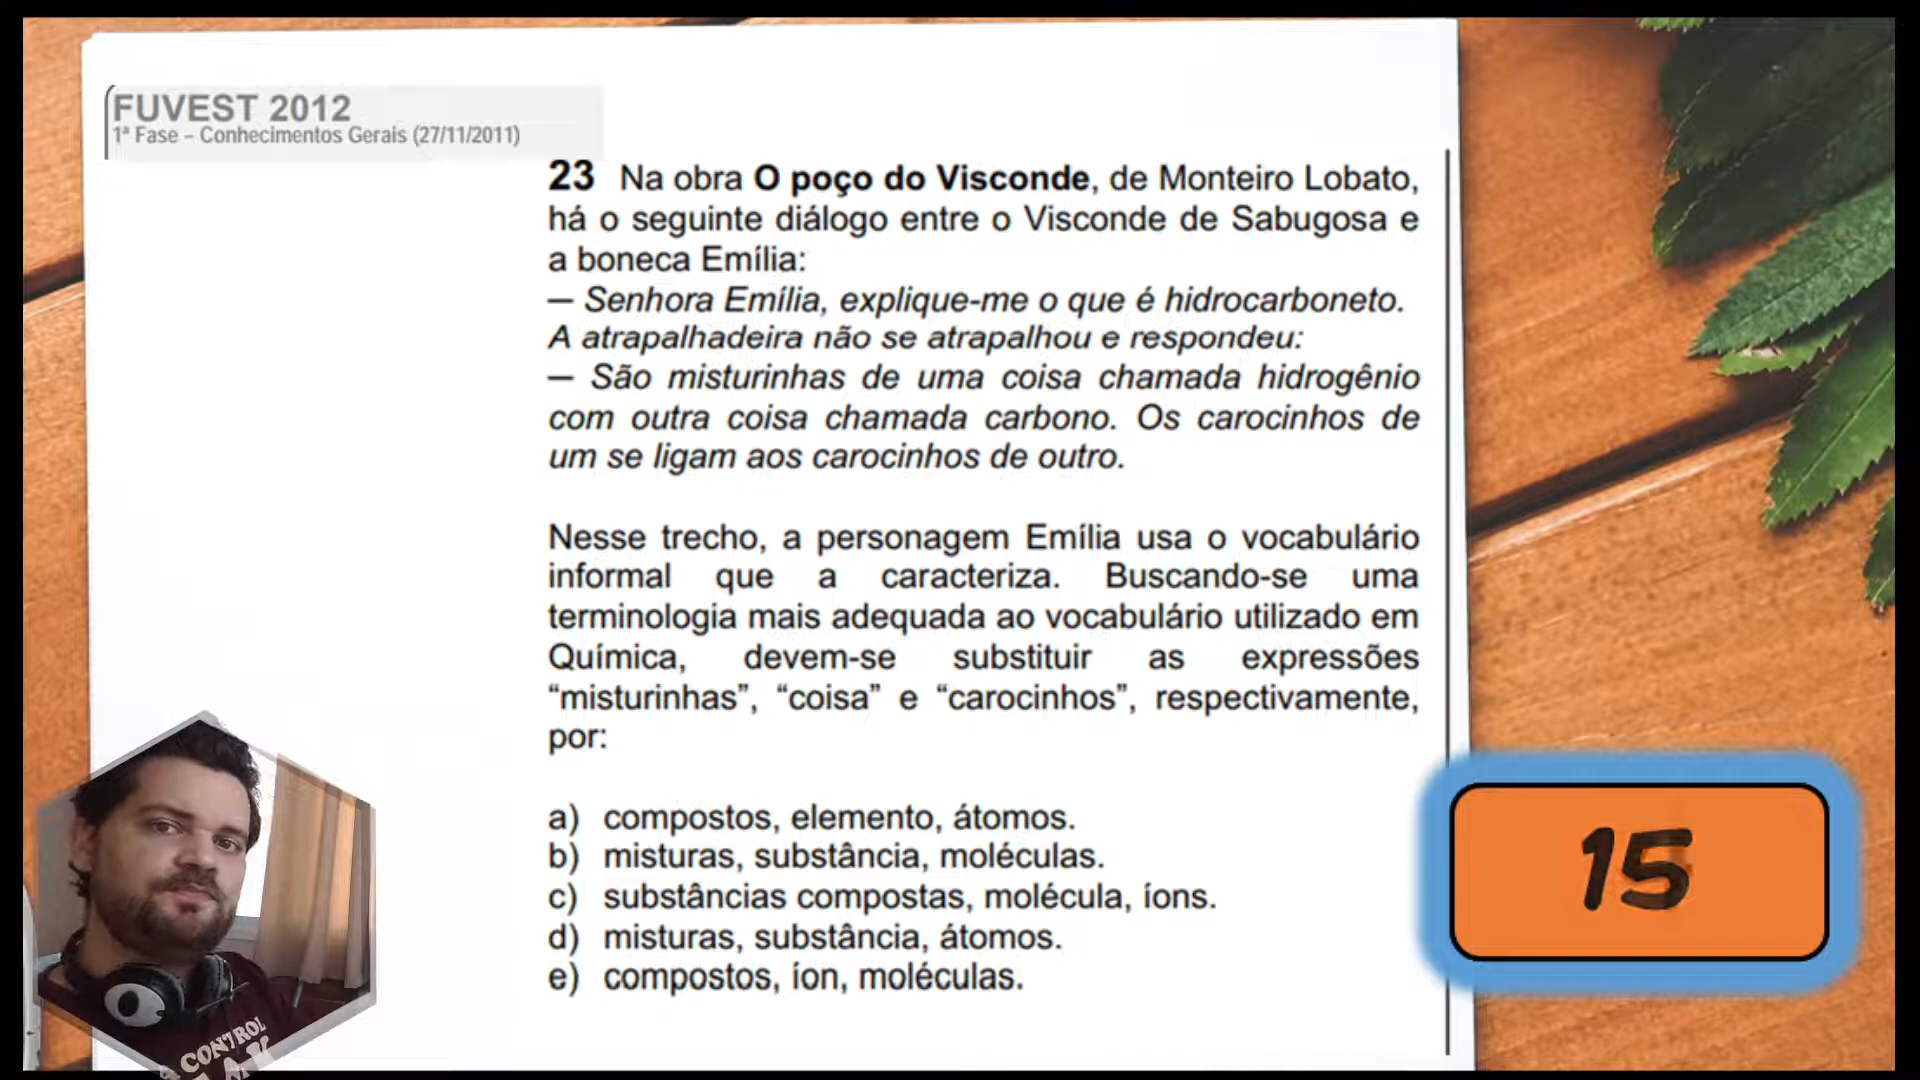 FUVEST 2012
1ª Fase – Conhecimentos Gerais (27/11/2011)
23 Na obra O poço do Visconde, de Monteiro Lobato,
há o seguinte diálogo entre o Visconde de Sabugosa e
a boneca Emília:
— Senhora Emília, explique-me o que é hidrocarboneto.
A atrapalhadeira não se atrapalhou e respondeu:
— São misturinhas de uma coisa chamada hidrogênio
com outra coisa chamada carbono. Os carocinhos de
um se ligam aos carocinhos de outro.
Nesse trecho, a personagem Emília usa o vocabulário
informal que a caracteriza. Buscando-se uma
terminologia mais adequada ao vocabulário utilizado em
Química, devem-se substituir as expressões
“misturinhas”, “coisa” e “carocinhos”, respectivamente,
por:
a) compostos, elemento, átomos.
b) misturas, substância, moléculas.
c) substâncias compostas, molécula, íons.
d) misturas, substância, átomos.
e) compostos, íon, moléculas.
15
CONTROL